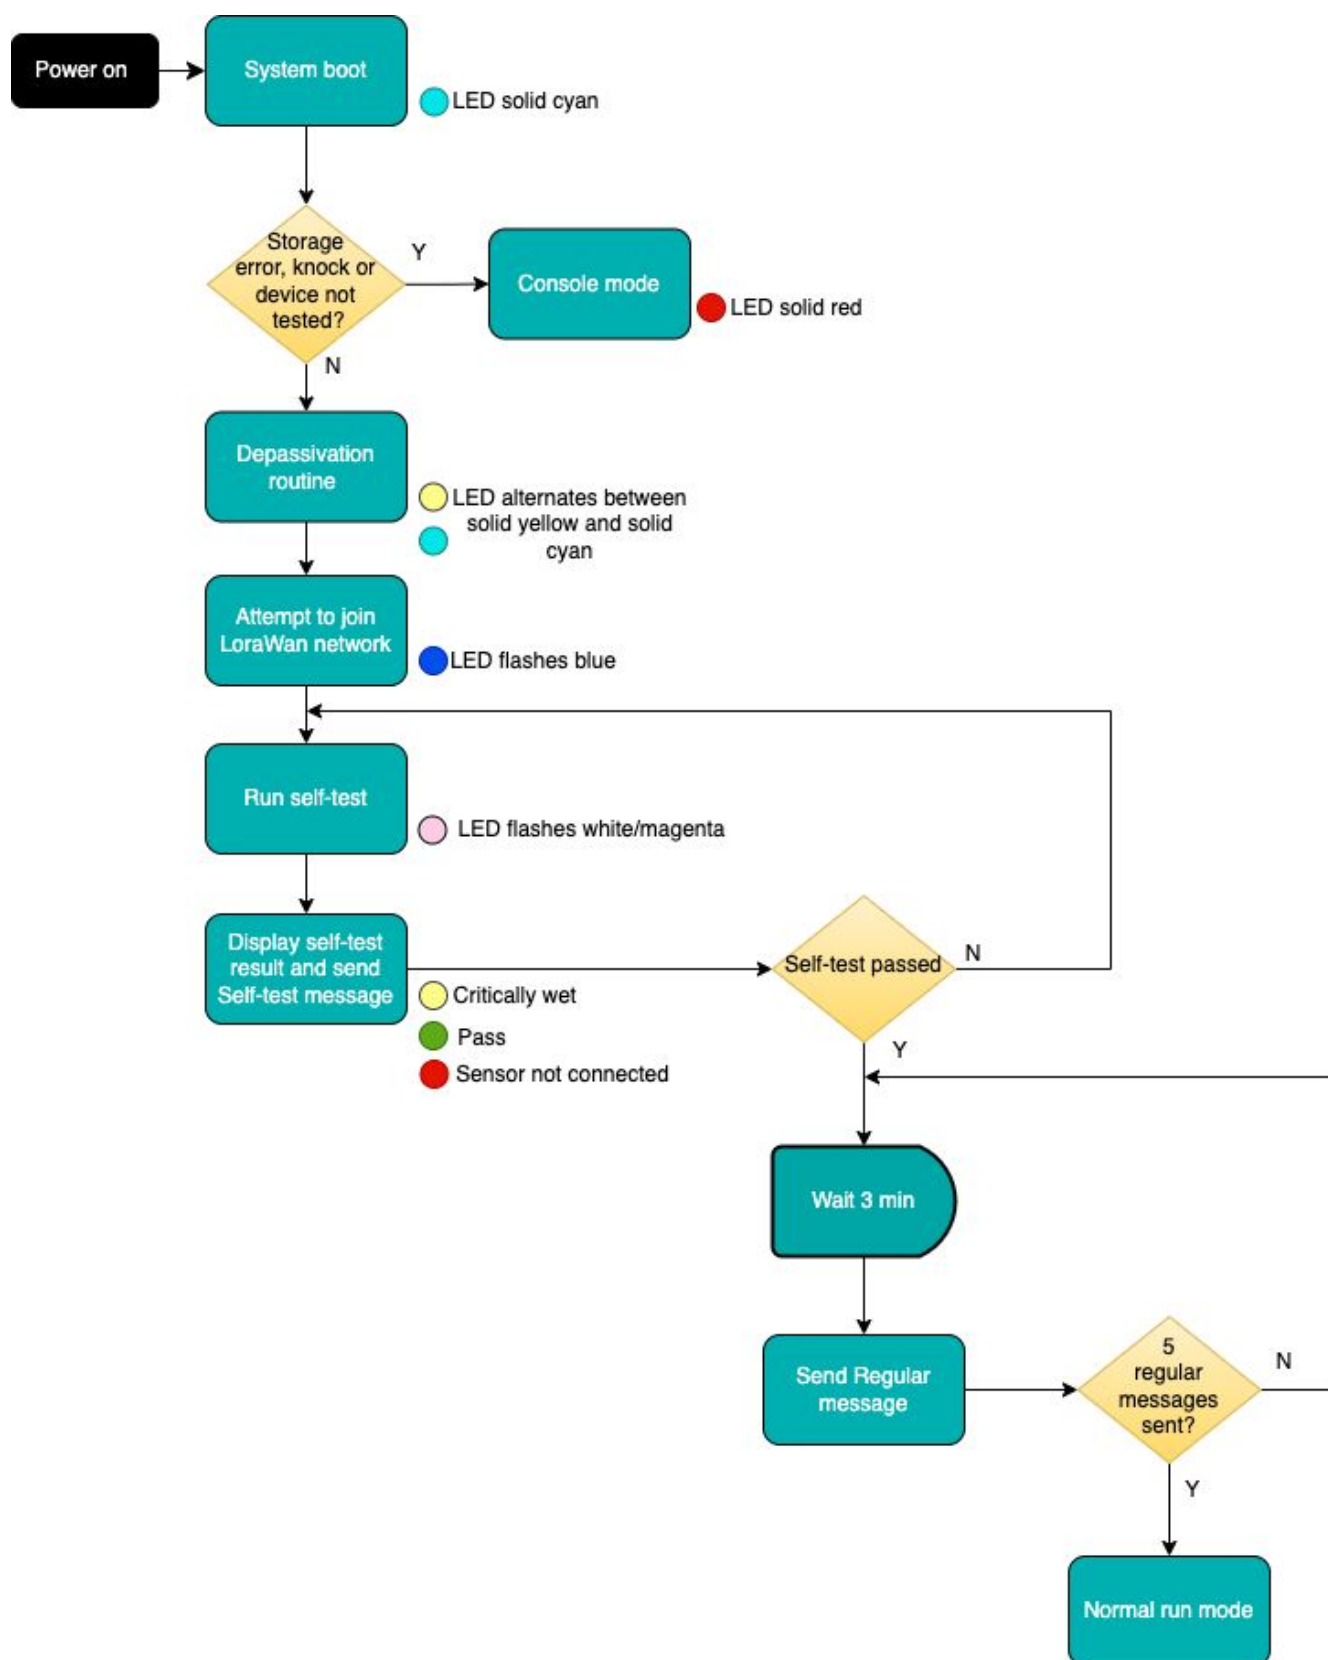 Power on
System boot
LED solid cyan
Storage
error, knock or
device not
tested?
Y
Console mode
LED solid red
N
Depassivation
routine
LED alternates between
solid yellow and solid
cyan
Attempt to join
LoraWan network
LED flashes blue
Run self-test
LED flashes white/magenta
Display self-test
result and send
Self-test message
Critically wet
Pass
Sensor not connected
Self-test passed
N
Y
Wait 3 min
Send Regular
message
5
regular
messages
sent?
N
Y
Normal run mode